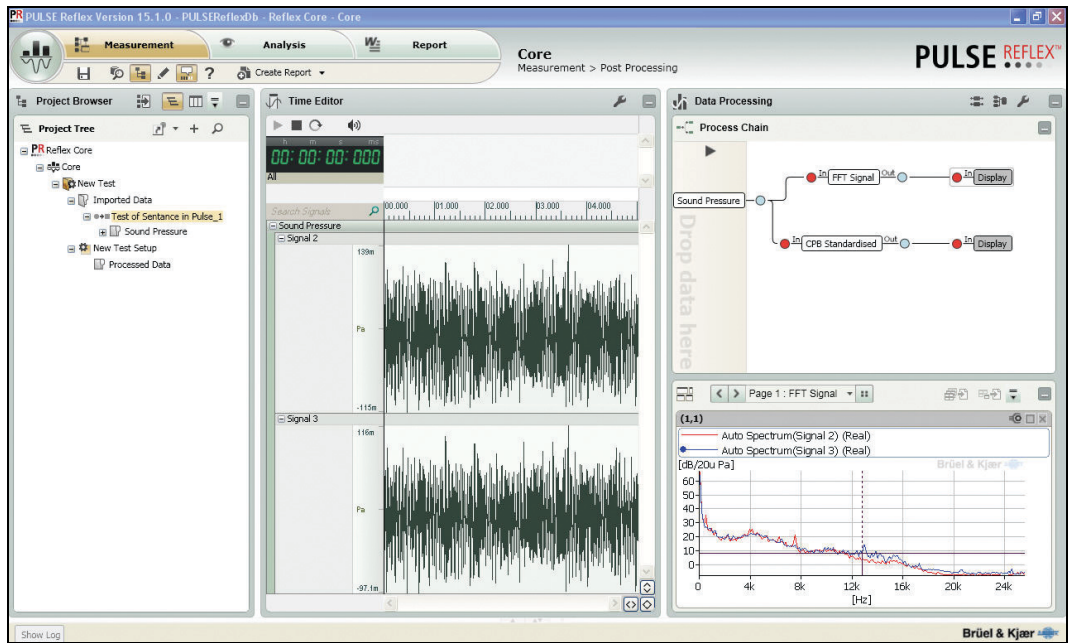 PULSE Reflex Version 15.1.0 - PULSEReflexDb - Reflex Core - Core
Measurement
Analysis
Report
Create Report
Core
Measurement > Post Processing
PULSE REFLEX™
Project Browser
Project Tree
PR Reflex Core
Core
New Test
Imported Data
Test of Sentance in Pulse_1
Sound Pressure
New Test Setup
Processed Data
Time Editor
h m s ms
00: 00: 00: 000
All
Search Signals
00.000 01.000 02.000 03.000 04.000
Sound Pressure
Signal 2
139m
Pa
-115m
Signal 3
116m
Pa
-97.1m
Data Processing
Process Chain
Drop data here
Sound Pressure
In FFT Signal Out In Display
In CPB Standardised Out In Display
Page 1 : FFT Signal
(1,1)
Auto Spectrum(Signal 2) (Real)
Auto Spectrum(Signal 3) (Real)
[dB/20u Pa]
Brüel & Kjær
60
50
40
30
20
10
0
0 4k 8k 12k 16k 20k 24k
[Hz]
Show Log
Brüel & Kjær